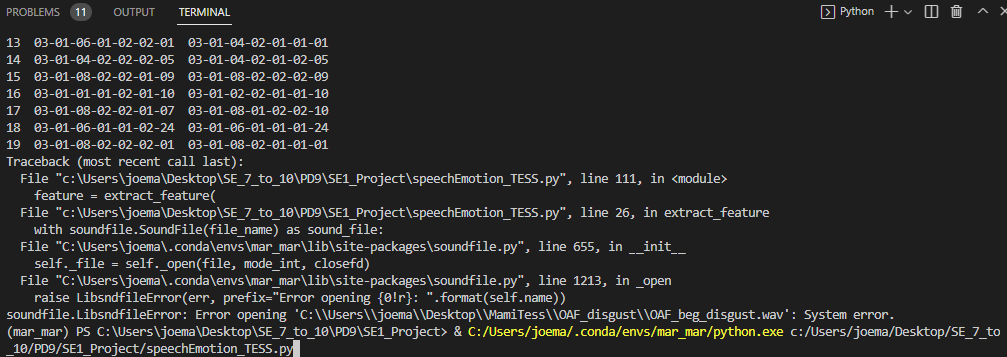 PROBLEMS 11 OUTPUT TERMINAL Python
13 03-01-06-01-02-02-01 03-01-04-02-01-01-01
14 03-01-04-02-02-02-05 03-01-04-02-01-02-05
15 03-01-08-02-02-01-09 03-01-08-02-02-02-09
16 03-01-01-01-02-01-10 03-01-02-01-02-01-10
17 03-01-08-02-02-01-07 03-01-08-01-02-02-10
18 03-01-06-01-01-02-24 03-01-06-01-01-01-24
19 03-01-08-02-02-02-01 03-01-08-02-01-01-01
Traceback (most recent call last):
File "c:\Users\joema\Desktop\SE_7_to_10\PD9\SE1_Project\speechEmotion_TESS.py", line 111, in <module>
feature = extract_feature(
File "c:\Users\joema\Desktop\SE_7_to_10\PD9\SE1_Project\speechEmotion_TESS.py", line 26, in extract_feature
with soundfile.SoundFile(file_name) as sound_file:
File "C:\Users\joema\.conda\envs\mar_mar\lib\site-packages\soundfile.py", line 655, in __init__
self._file = self._open(file, mode_int, closefd)
File "C:\Users\joema\.conda\envs\mar_mar\lib\site-packages\soundfile.py", line 1213, in _open
raise LibsndfileError(err, prefix="Error opening {0!r}: ".format(self.name))
soundfile.LibsndfileError: Error opening 'C:\\Users\\joema\\Desktop\\MamiTess\\OAF_disgust\\OAF_beg_disgust.wav': System error.
(mar_mar) PS C:\Users\joema\Desktop\SE_7_to_10\PD9\SE1_Project> & C:/Users/joema/.conda/envs/mar_mar/python.exe c:/Users/joema/Desktop/SE_7_to
_10/PD9/SE1_Project/speechEmotion_TESS.py